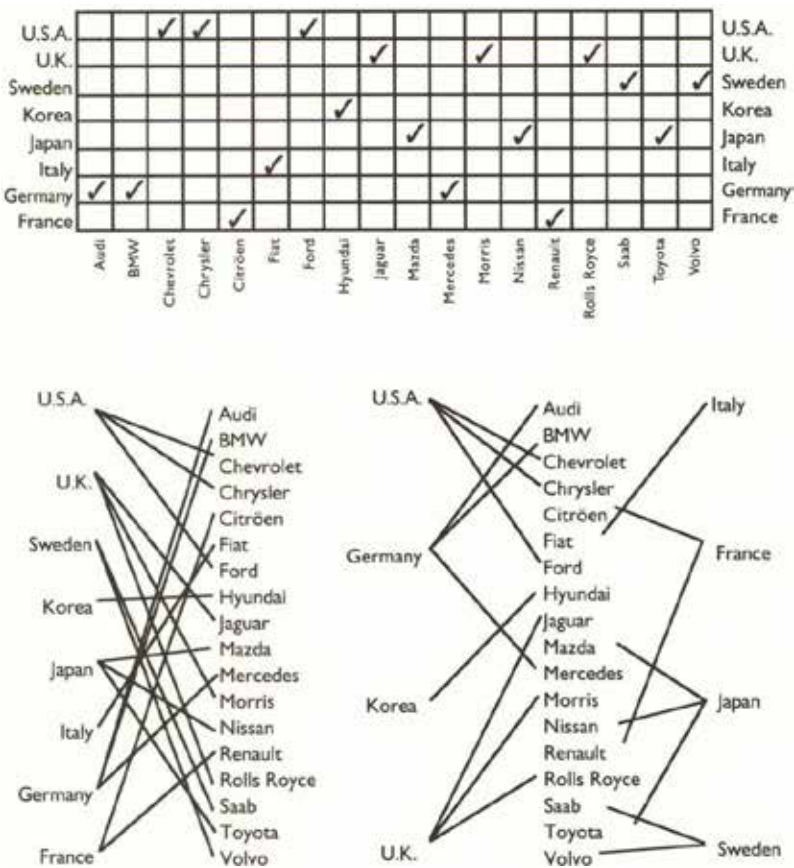 U.S.A. U.S.A.
U.K. U.K.
Sweden Sweden
Korea Korea
Japan Japan
Italy Italy
Germany Germany
France France
Audi
BMW
Chevrolet
Chrysler
Citröen
Fiat
Ford
Hyundai
Jaguar
Mazda
Mercedes
Morris
Nissan
Renault
Rolls Royce
Saab
Toyota
Volvo
U.S.A.
U.K.
Sweden
Korea
Japan
Italy
Germany
France
Audi
BMW
Chevrolet
Chrysler
Citröen
Fiat
Ford
Hyundai
Jaguar
Mazda
Mercedes
Morris
Nissan
Renault
Rolls Royce
Saab
Toyota
Volvo
U.S.A.
Germany
Korea
U.K.
Audi
BMW
Chevrolet
Chrysler
Citröen
Fiat
Ford
Hyundai
Jaguar
Mazda
Mercedes
Morris
Nissan
Renault
Rolls Royce
Saab
Toyota
Volvo
Italy
France
Japan
Sweden